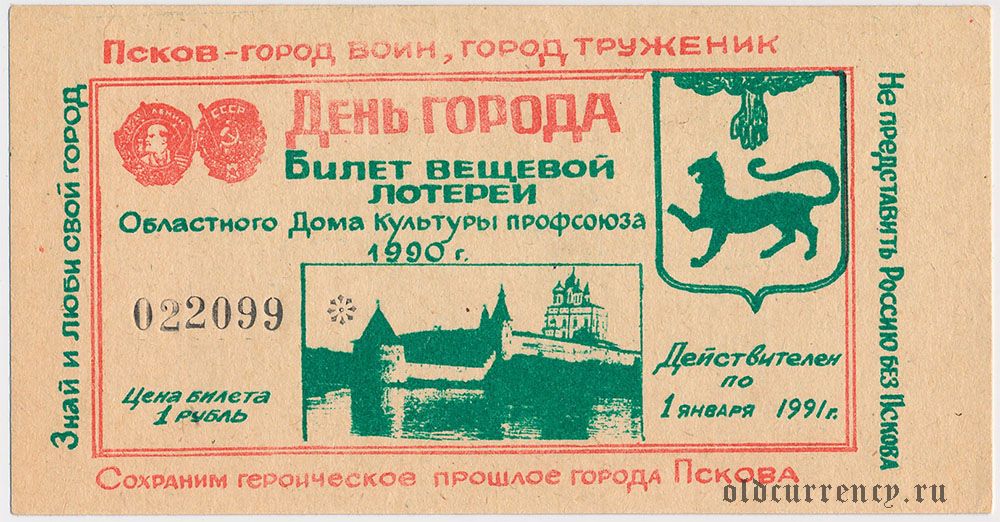 Псков-город воин, город труженик
Знай и люби свой город
День города
Билет вещевой
лотереи
Областного Дома культуры профсоюза
1990 г.
022099
Цена билета
1 рубль
Действителен
по
1 января 1991г.
Не представить Россию без Пскова
Сохраним героическое прошлое города Пскова
СССР
oldcurrency.ru